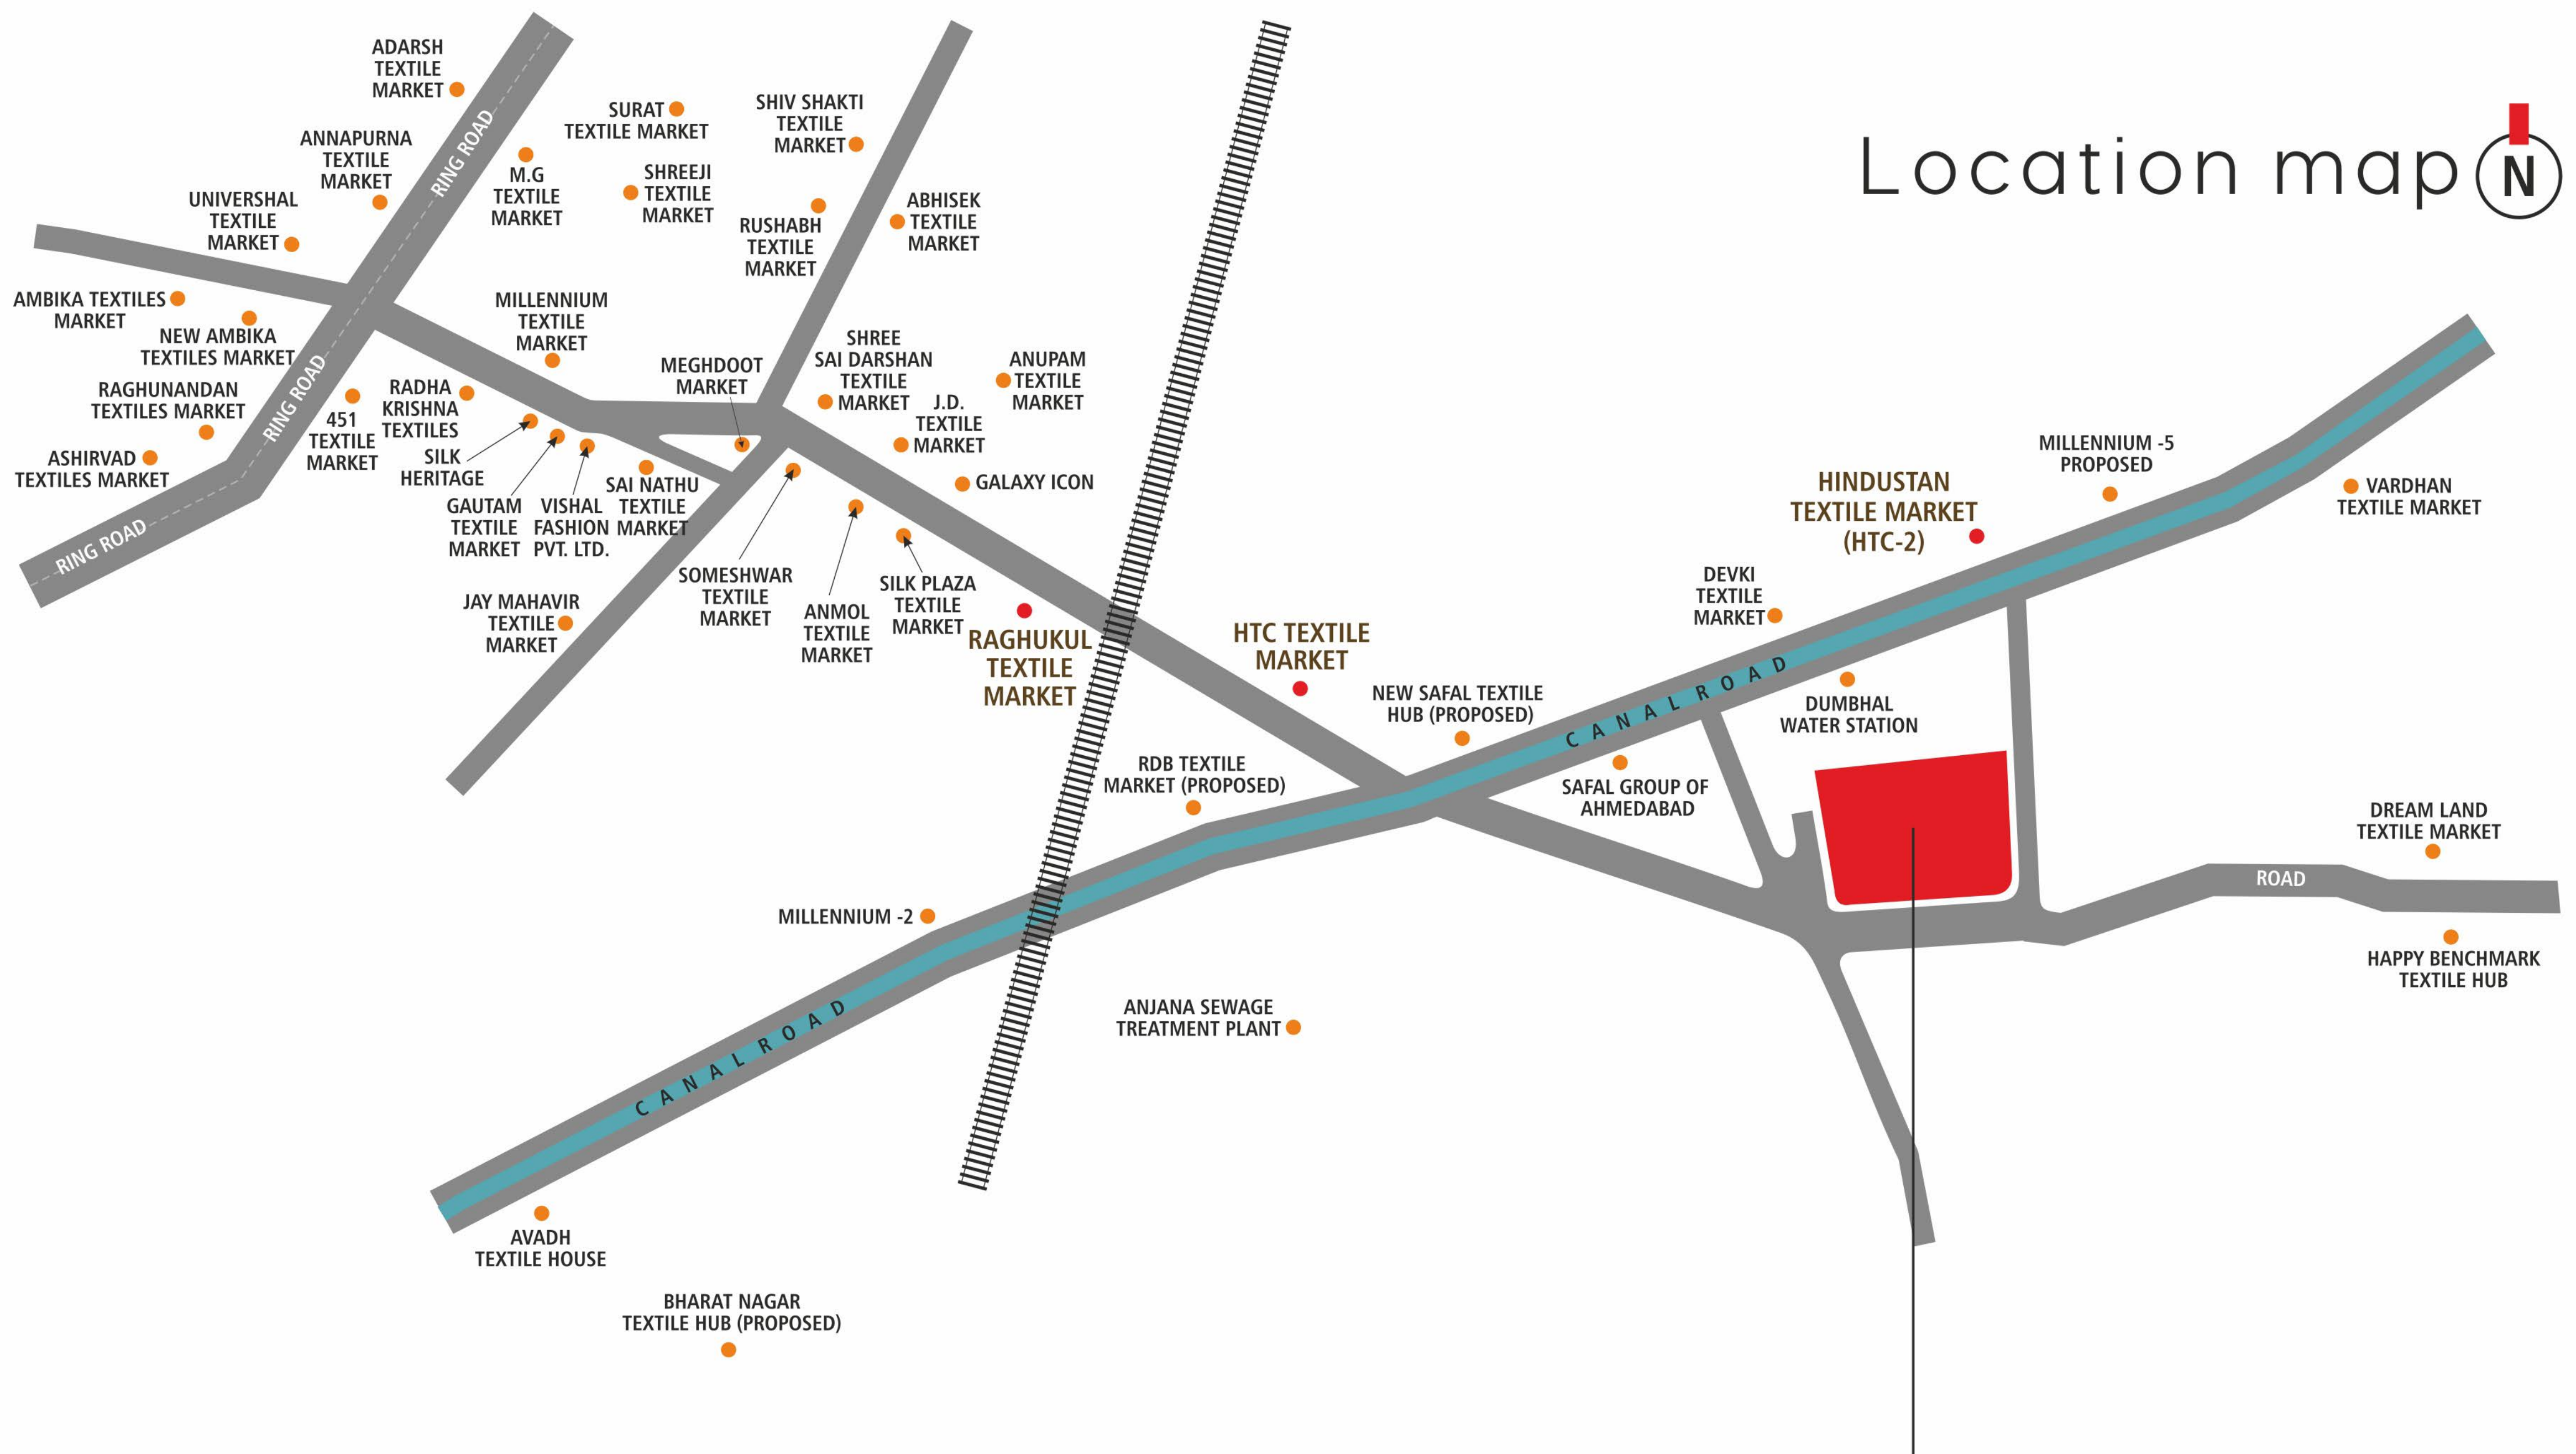 Location map
N
ADARSH
TEXTILE
MARKET
RING ROAD
ANNAPURNA
TEXTILE
MARKET
UNIVERSHAL
TEXTILE
MARKET
M.G
TEXTILE
MARKET
SURAT
TEXTILE MARKET
SHREEJI
TEXTILE
MARKET
SHIV SHAKTI
TEXTILE
MARKET
RUSHABH
TEXTILE
MARKET
ABHISEK
TEXTILE
MARKET
AMBIKA TEXTILES
MARKET
NEW AMBIKA
TEXTILES MARKET
RAGHUNANDAN
TEXTILES MARKET
ASHIRVAD
TEXTILES MARKET
RING ROAD
RING ROAD
451
TEXTILE
MARKET
RADHA
KRISHNA
TEXTILES
SILK
HERITAGE
MILLENNIUM
TEXTILE
MARKET
GAUTAM
TEXTILE
MARKET
VISHAL
FASHION
PVT. LTD.
SAI NATHU
TEXTILE
MARKET
MEGHDOOT
MARKET
SHREE
SAI DARSHAN
TEXTILE
MARKET
J.D.
TEXTILE
MARKET
ANUPAM
TEXTILE
MARKET
GALAXY ICON
JAY MAHAVIR
TEXTILE
MARKET
SOMESHWAR
TEXTILE
MARKET
ANMOL
TEXTILE
MARKET
SILK PLAZA
TEXTILE
MARKET
RAGHUKUL
TEXTILE
MARKET
HTC TEXTILE
MARKET
NEW SAFAL TEXTILE
HUB (PROPOSED)
RDB TEXTILE
MARKET (PROPOSED)
CANAL ROAD
SAFAL GROUP OF
AHMEDABAD
DEVKI
TEXTILE
MARKET
HINDUSTAN
TEXTILE MARKET
(HTC-2)
MILLENNIUM -5
PROPOSED
VARDHAN
TEXTILE MARKET
DUMBHAL
WATER STATION
DREAM LAND
TEXTILE MARKET
ROAD
HAPPY BENCHMARK
TEXTILE HUB
MILLENNIUM -2
CANAL ROAD
ANJANA SEWAGE
TREATMENT PLANT
AVADH
TEXTILE HOUSE
BHARAT NAGAR
TEXTILE HUB (PROPOSED)